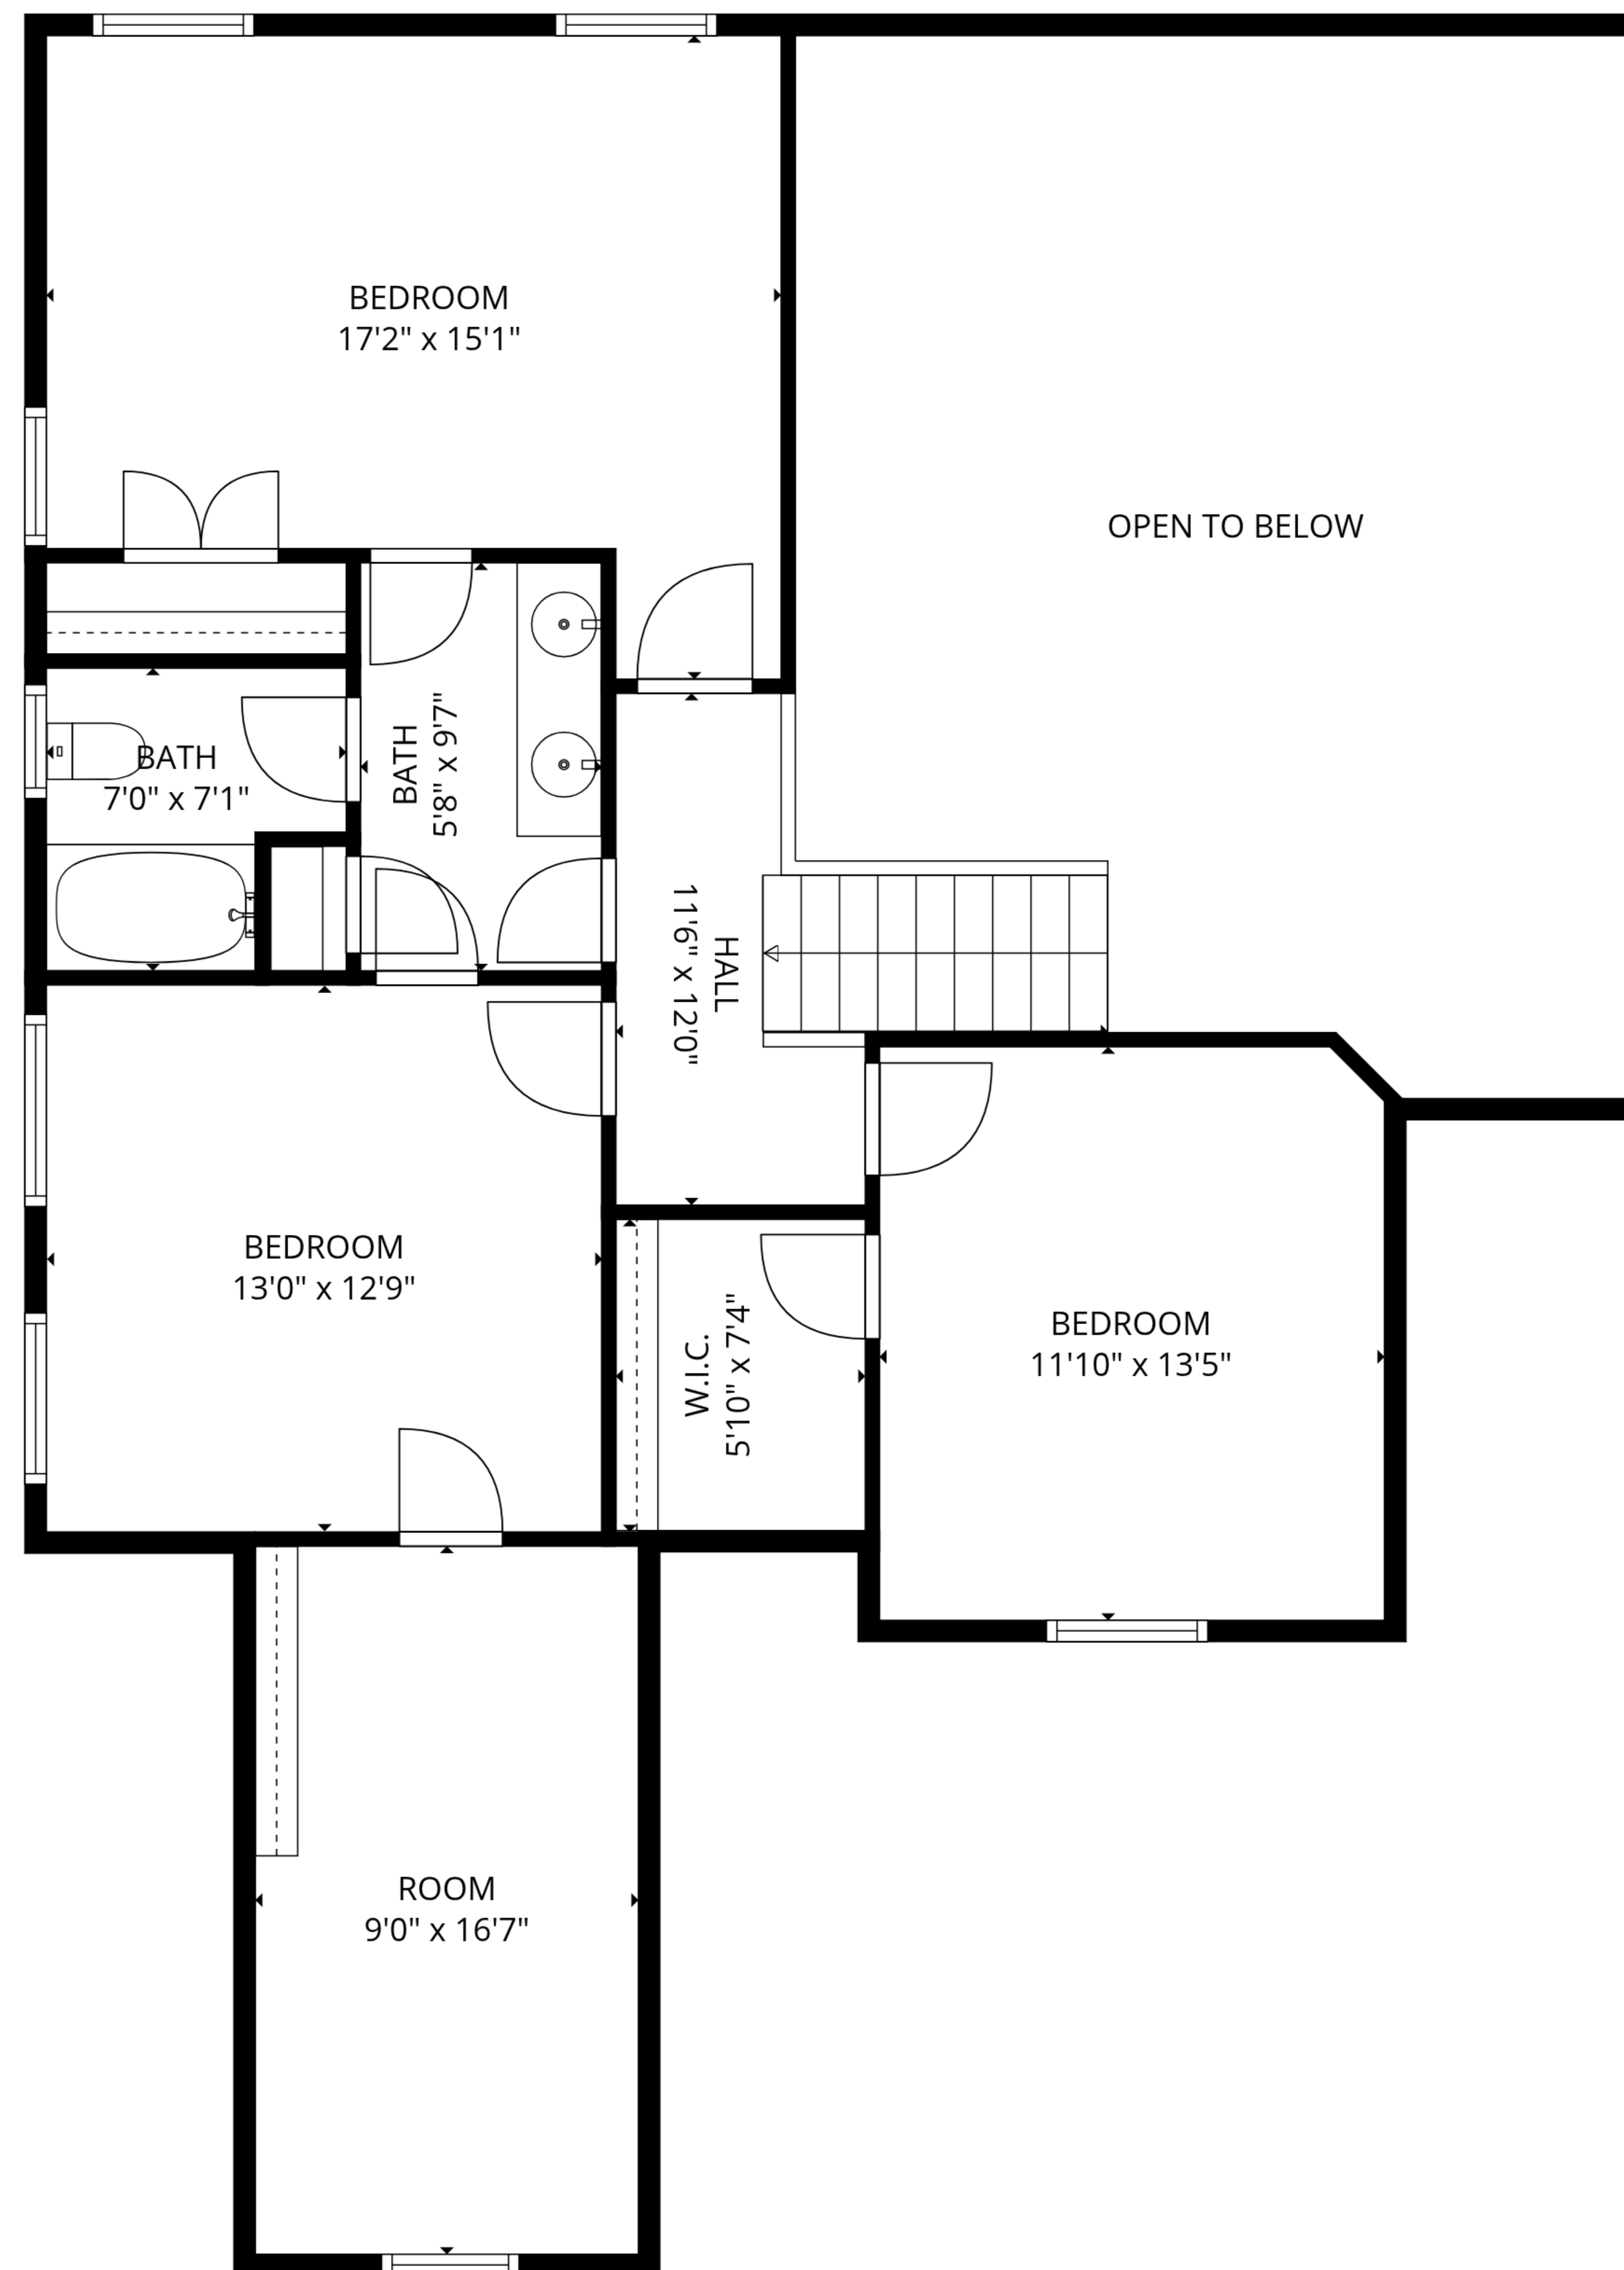 BEDROOM
17'2" x 15'1"
OPEN TO BELOW
BATH
7'0" x 7'1"
BATH
5'8" x 9'7"
HALL
11'6" x 12'0"
BEDROOM
13'0" x 12'9"
W.I.C.
5'10" x 7'4"
BEDROOM
11'10" x 13'5"
ROOM
9'0" x 16'7"